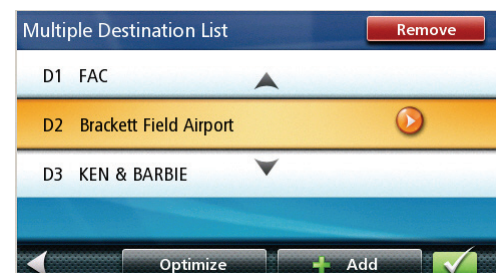 Multiple Destination List Remove
D1 FAC
D2 Brackett Field Airport
D3 KEN & BARBIE
Optimize Add